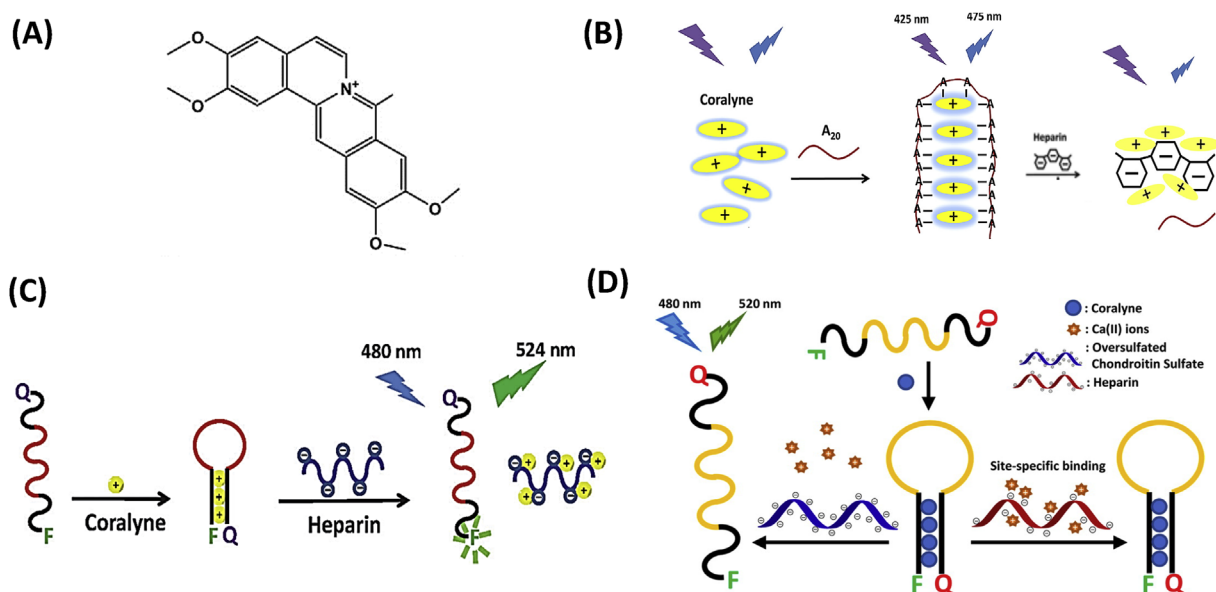 (A)
O
O
N+
O
O
(B)
425 nm
475 nm
Coralyne
A20
A A
A + A
A A
A + A
A A
A + A
A A
A + A
A A
A + A
A A
Heparin
(C)
Q
F
+
Coralyne
F Q
Heparin
480 nm
524 nm
Q
F
(D)
480 nm
520 nm
Q
F
F
Q
: Coralyne
: Ca(II) ions
: Oversulfated
Chondroitin Sulfate
: Heparin
Site-specific binding
F Q
F Q